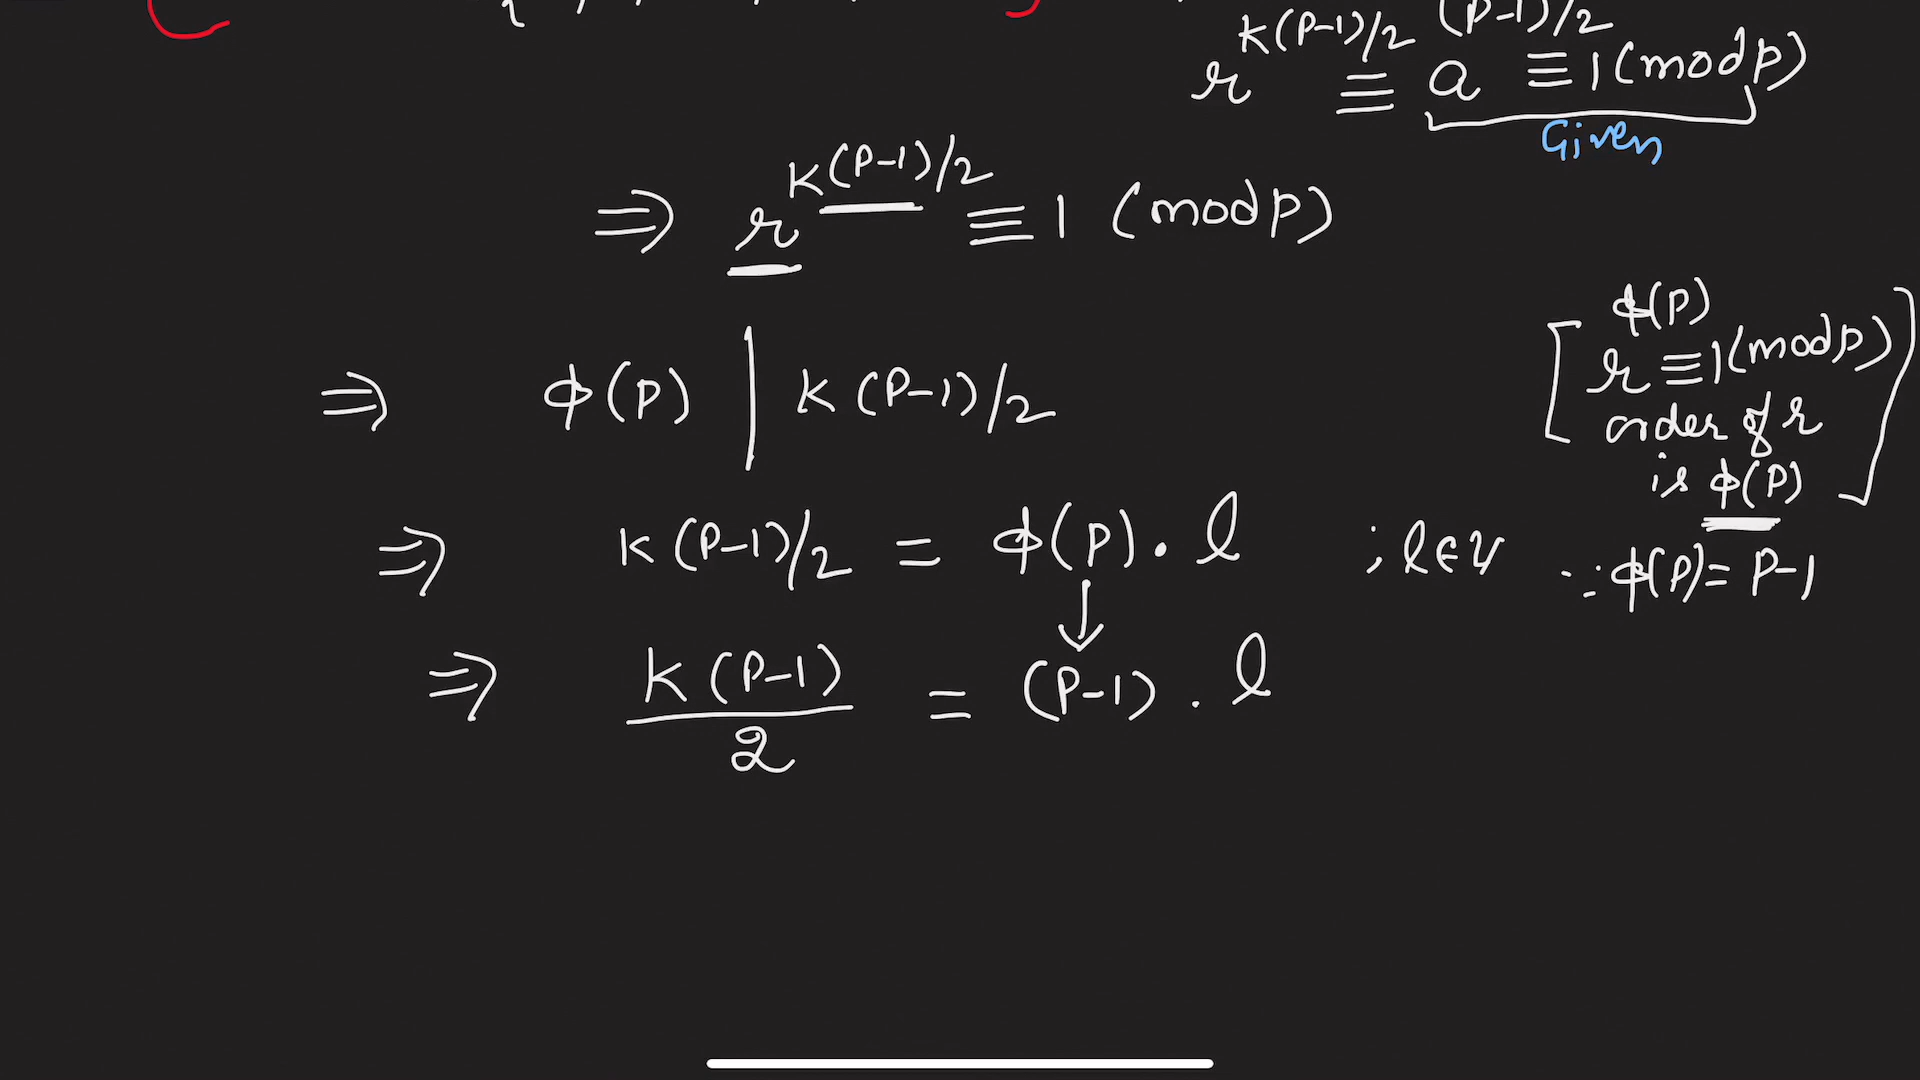 r^{k(p-1)/2} ≡ a^{(p-1)/2} ≡ 1 (mod p)
Given
⇒ r^{k(p-1)/2} ≡ 1 (mod p)
⇒ ϕ(p) | k(p-1)/2
[r^{ϕ(p)} ≡ 1 (mod p)
order of r
is ϕ(p)]
⇒ k(p-1)/2 = ϕ(p) . l ; l ∈ 
∵ ϕ(p) = p-1
⇒ k(p-1)/2 = (p-1) . l